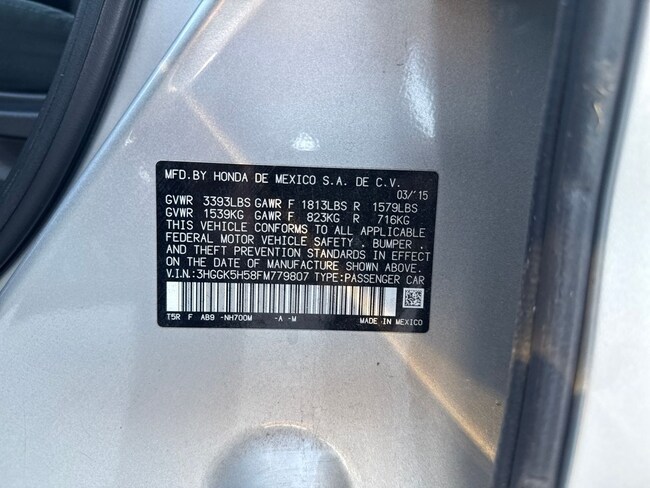 MFD.BY HONDA DE MEXICO S.A. DE C.V.
03/'15
GVWR 3393LBS GAWR F 1813LBS R 1579LBS
GVWR 1539KG GAWR F 823KG R 716KG
THIS VEHICLE CONFORMS TO ALL APPLICABLE
FEDERAL MOTOR VEHICLE SAFETY . BUMPER .
AND THEFT PREVENTION STANDARDS IN EFFECT
ON THE DATE OF MANUFACTURE SHOWN ABOVE.
V.I.N.:3HGGK5H58FM779807 TYPE:PASSENGER CAR
T5R F AB9 -NH700M -A -M MADE IN MEXICO